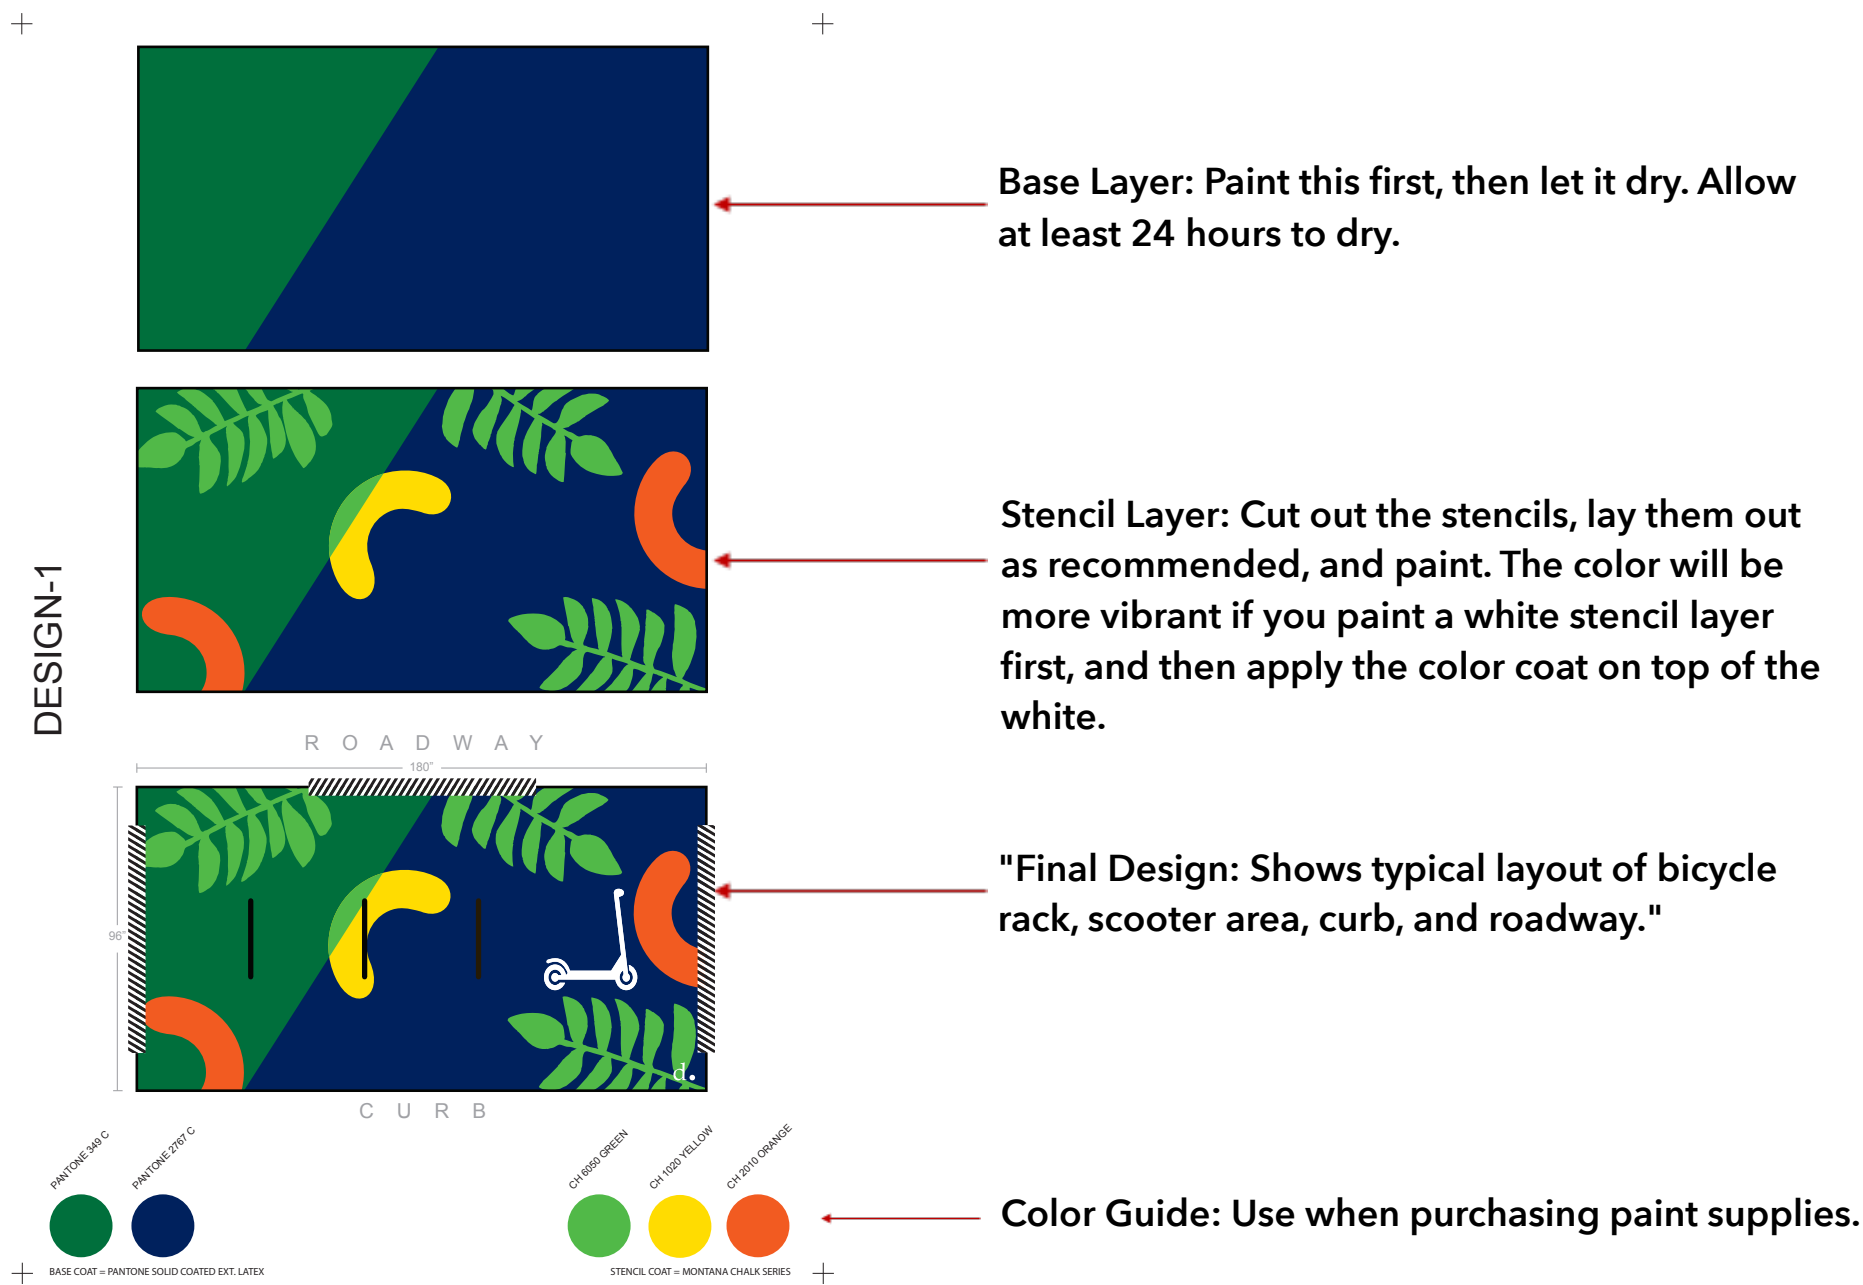 Base Layer: Paint this first, then let it dry. Allow
at least 24 hours to dry.
DESIGN-1
Stencil Layer: Cut out the stencils, lay them out
as recommended, and paint. The color will be
more vibrant if you paint a white stencil layer
first, and then apply the color coat on top of the
white.
ROADWAY
180"
96"
"Final Design: Shows typical layout of bicycle
rack, scooter area, curb, and roadway."
d.
CURB
PANTONE 349 C
PANTONE 2767 C
CH 6050 GREEN
CH 1020 YELLOW
CH 2010 ORANGE
Color Guide: Use when purchasing paint supplies.
BASE COAT = PANTONE SOLID COATED EXT. LATEX
STENCIL COAT = MONTANA CHALK SERIES